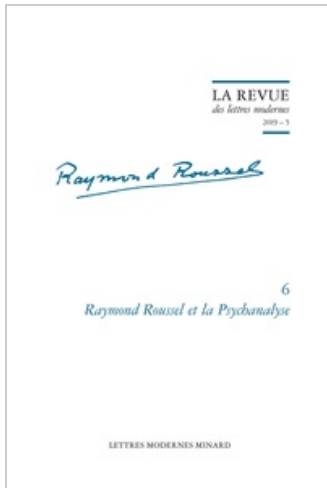 LA REVUE
des lettres modernes
2019 – 5
Raymond Roussel
6
Raymond Roussel et la Psychanalyse
LETTRES MODERNES MINARD